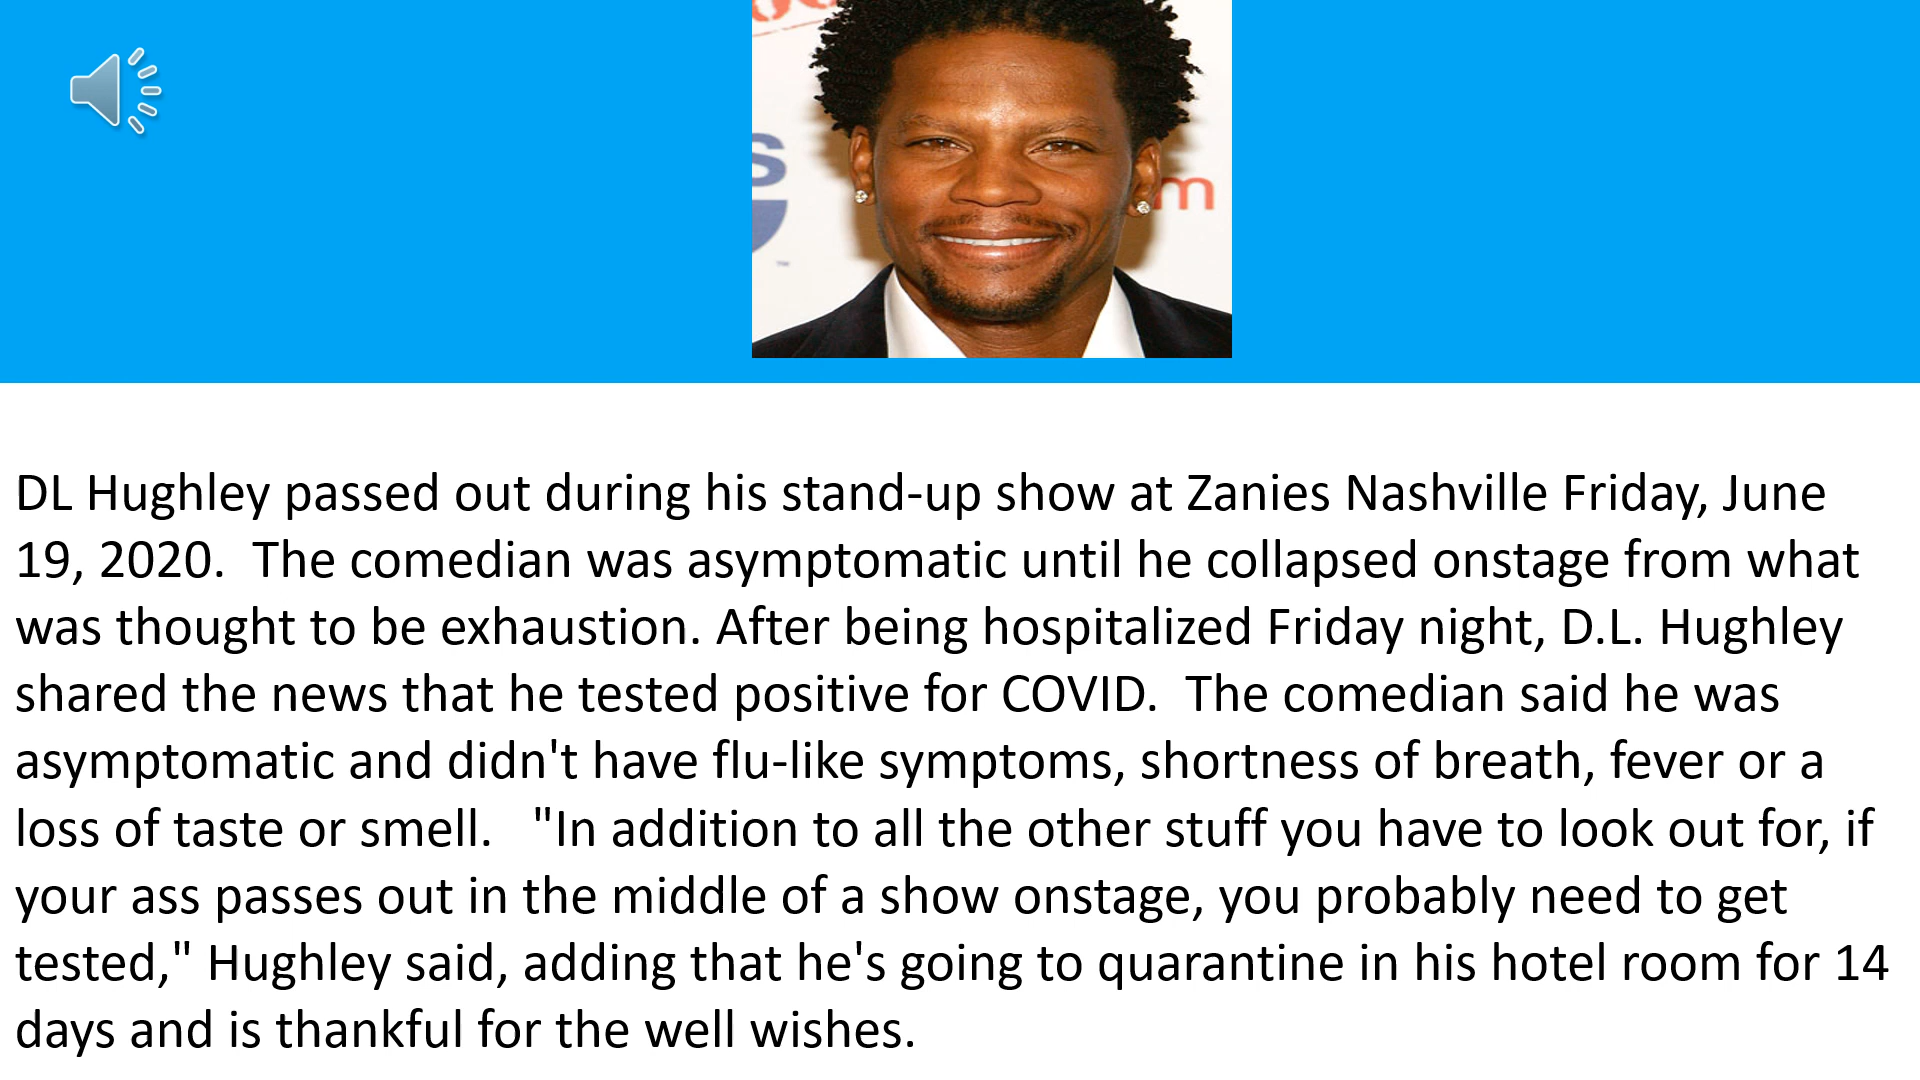 s
m
™
DL Hughley passed out during his stand-up show at Zanies Nashville Friday, June
19, 2020.  The comedian was asymptomatic until he collapsed onstage from what
was thought to be exhaustion. After being hospitalized Friday night, D.L. Hughley
shared the news that he tested positive for COVID.  The comedian said he was
asymptomatic and didn't have flu-like symptoms, shortness of breath, fever or a
loss of taste or smell.   "In addition to all the other stuff you have to look out for, if
your ass passes out in the middle of a show onstage, you probably need to get
tested," Hughley said, adding that he's going to quarantine in his hotel room for 14
days and is thankful for the well wishes.